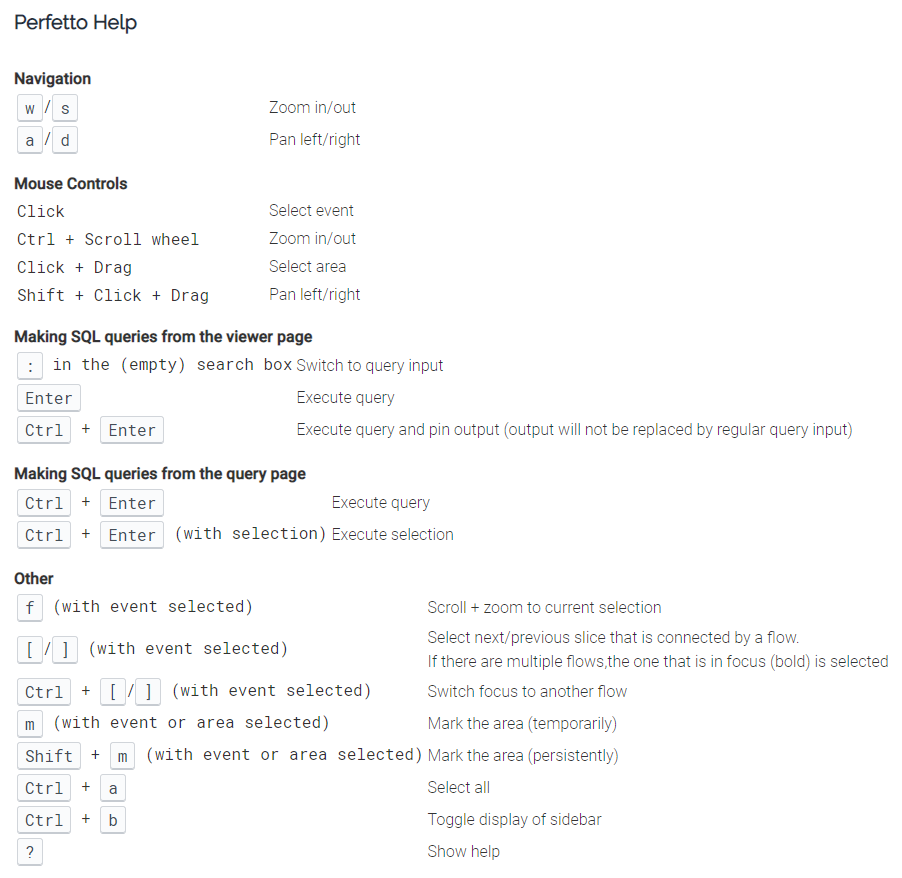 Perfetto Help
Navigation
w / s Zoom in/out
a / d Pan left/right
Mouse Controls
Click Select event
Ctrl + Scroll wheel Zoom in/out
Click + Drag Select area
Shift + Click + Drag Pan left/right
Making SQL queries from the viewer page
: in the (empty) search box Switch to query input
Enter Execute query
Ctrl + Enter Execute query and pin output (output will not be replaced by regular query input)
Making SQL queries from the query page
Ctrl + Enter Execute query
Ctrl + Enter (with selection) Execute selection
Other
f (with event selected) Scroll + zoom to current selection
[ / ] (with event selected) Select next/previous slice that is connected by a flow.
If there are multiple flows,the one that is in focus (bold) is selected
Ctrl + [ / ] (with event selected) Switch focus to another flow
m (with event or area selected) Mark the area (temporarily)
Shift + m (with event or area selected) Mark the area (persistently)
Ctrl + a Select all
Ctrl + b Toggle display of sidebar
? Show help